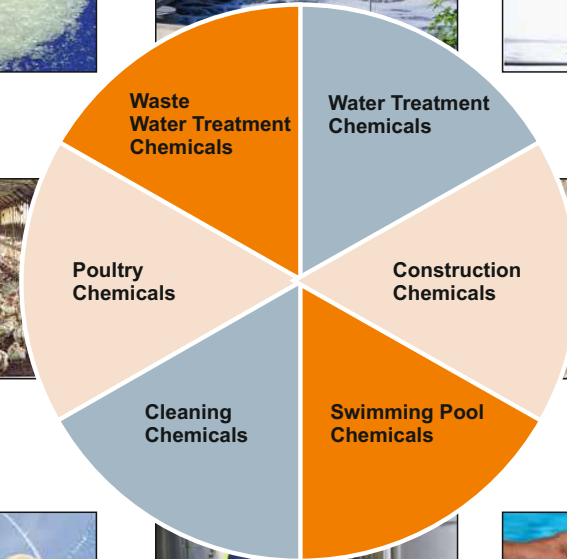 Waste
Water Treatment
Chemicals
Water Treatment
Chemicals
Poultry
Chemicals
Construction
Chemicals
Cleaning
Chemicals
Swimming Pool
Chemicals